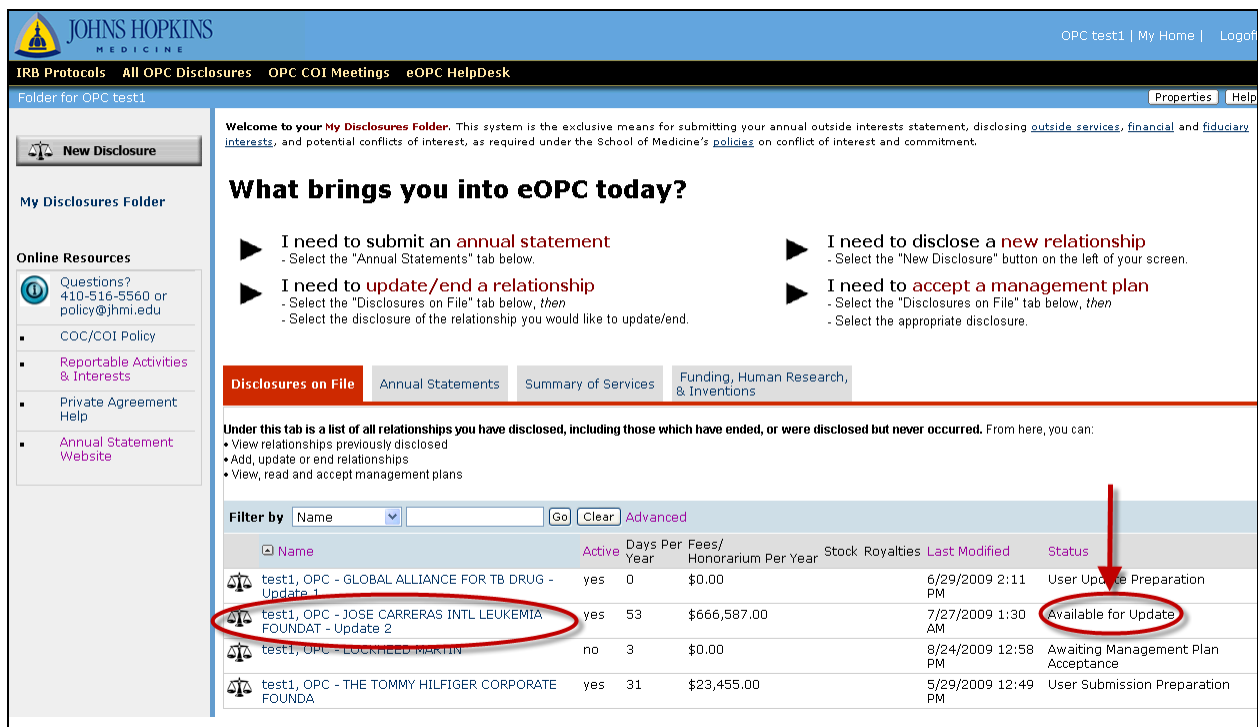 JOHNS HOPKINS
MEDICINE
OPC test1 | My Home | Logoff
IRB Protocols All OPC Disclosures OPC COI Meetings eOPC HelpDesk
Folder for OPC test1
Properties Help
New Disclosure
My Disclosures Folder
Online Resources
Questions?
410-516-5560 or
policy@jhmi.edu
COC/COI Policy
Reportable Activities
& Interests
Private Agreement
Help
Annual Statement
Website
Welcome to your My Disclosures Folder. This system is the exclusive means for submitting your annual outside interests statement, disclosing outside services, financial and fiduciary
interests, and potential conflicts of interest, as required under the School of Medicine's policies on conflict of interest and commitment.
What brings you into eOPC today?
I need to submit an annual statement
- Select the "Annual Statements" tab below.
I need to update/end a relationship
- Select the "Disclosures on File" tab below, then
- Select the disclosure of the relationship you would like to update/end.
I need to disclose a new relationship
- Select the "New Disclosure" button on the left of your screen.
I need to accept a management plan
- Select the "Disclosures on File" tab below, then
- Select the appropriate disclosure.
Disclosures on File Annual Statements Summary of Services Funding, Human Research,
& Inventions
Under this tab is a list of all relationships you have disclosed, including those which have ended, or were disclosed but never occurred. From here, you can:
• View relationships previously disclosed
• Add, update or end relationships
• View, read and accept management plans
Filter by Name Go Clear Advanced
Name Active Days Per Year Fees/ Honorarium Per Year Stock Royalties Last Modified Status
test1, OPC - GLOBAL ALLIANCE FOR TB DRUG - yes 0 $0.00 6/29/2009 2:11 User Update Preparation
Update 1 PM
test1, OPC - JOSE CARRERAS INTL LEUKEMIA yes 53 $666,587.00 7/27/2009 1:30 Available for Update
FOUNDAT - Update 2 AM
test1, OPC - LOCKHEED MARTIN no 3 $0.00 8/24/2009 12:58 Awaiting Management Plan
PM Acceptance
test1, OPC - THE TOMMY HILFIGER CORPORATE yes 31 $23,455.00 5/29/2009 12:49 User Submission Preparation
FOUNDA PM